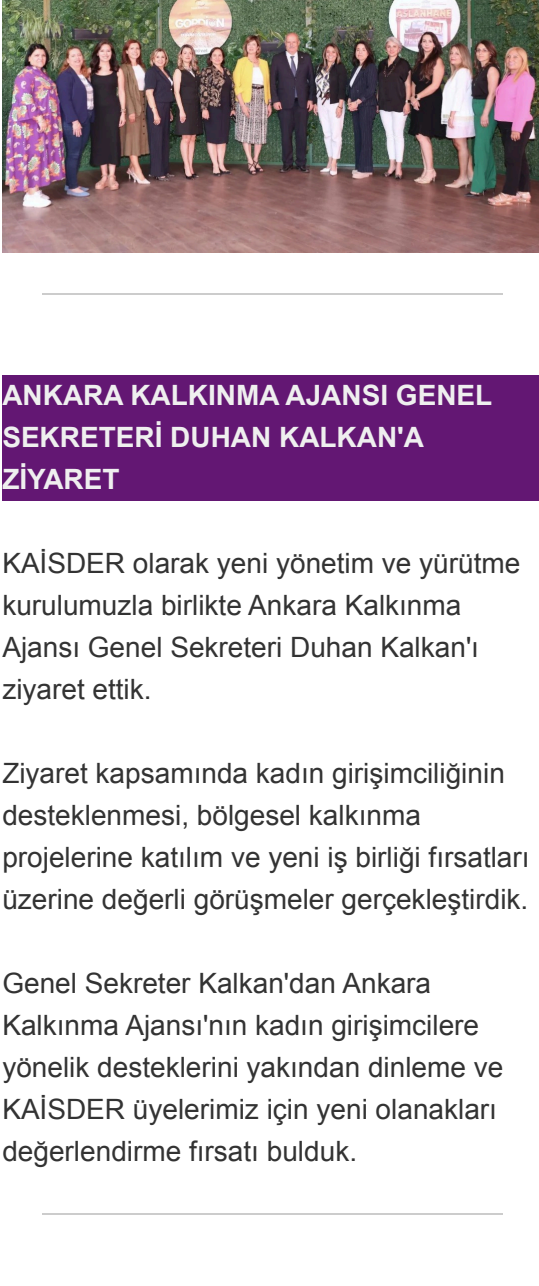 GOODEN
ASLANHANE
ANKARA KALKINMA AJANSI GENEL
SEKRETERİ DUHAN KALKAN'A
ZİYARET
KAİSDER olarak yeni yönetim ve yürütme
kurulumuzla birlikte Ankara Kalkınma
Ajansı Genel Sekreteri Duhan Kalkan'ı
ziyaret ettik.
Ziyaret kapsamında kadın girişimciliğinin
desteklenmesi, bölgesel kalkınma
projelerine katılım ve yeni iş birliği fırsatları
üzerine değerli görüşmeler gerçekleştirdik.
Genel Sekreter Kalkan'dan Ankara
Kalkınma Ajansı'nın kadın girişimcilere
yönelik desteklerini yakından dinleme ve
KAİSDER üyelerimiz için yeni olanakları
değerlendirme fırsatı bulduk.